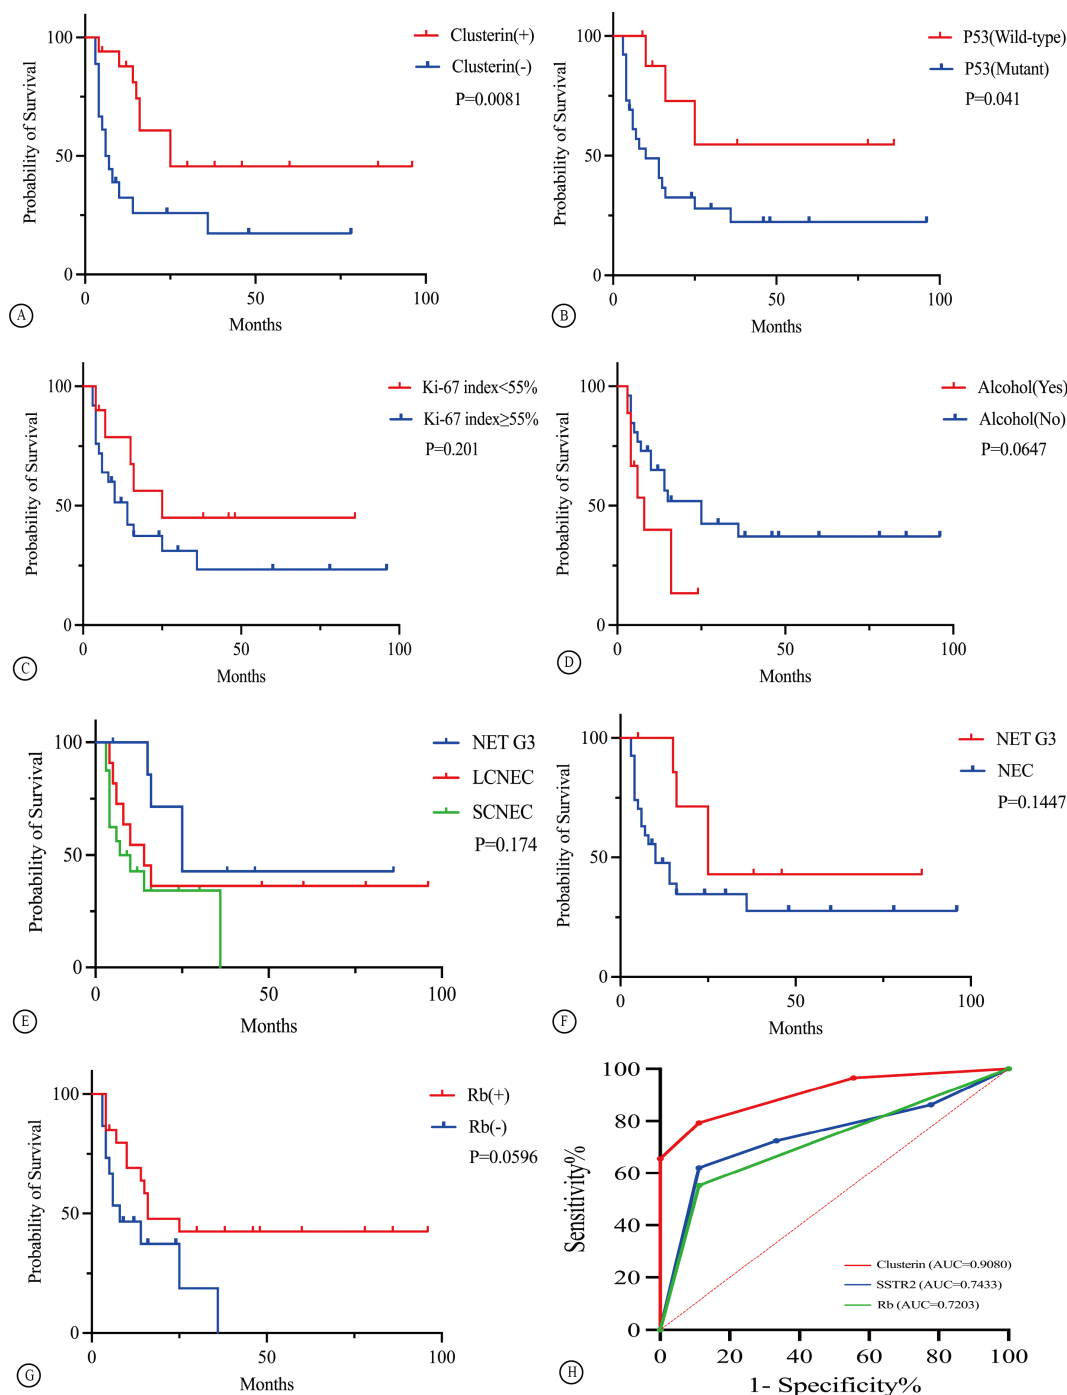 100
50
0
Probability of Survival
0
50
100
Months
Clusterin(+)
Clusterin(-)
P=0.0081
A
100
50
0
Probability of Survival
0
50
100
Months
P53(Wild-type)
P53(Mutant)
P=0.041
B
100
50
0
Probability of Survival
0
50
100
Months
Ki-67 index<55%
Ki-67 index≥55%
P=0.201
C
100
50
0
Probability of Survival
0
50
100
Months
Alcohol(Yes)
Alcohol(No)
P=0.0647
D
100
50
0
Probability of Survival
0
50
100
Months
NET G3
LCNEC
SCNEC
P=0.174
E
100
50
0
Probability of Survival
0
50
100
Months
NET G3
NEC
P=0.1447
F
100
50
0
Probability of Survival
0
50
100
Months
Rb(+)
Rb(-)
P=0.0596
G
100
80
60
40
20
0
Sensitivity%
0
20
40
60
80
100
1- Specificity%
Clusterin (AUC=0.9080)
SSTR2 (AUC=0.7433)
Rb (AUC=0.7203)
H